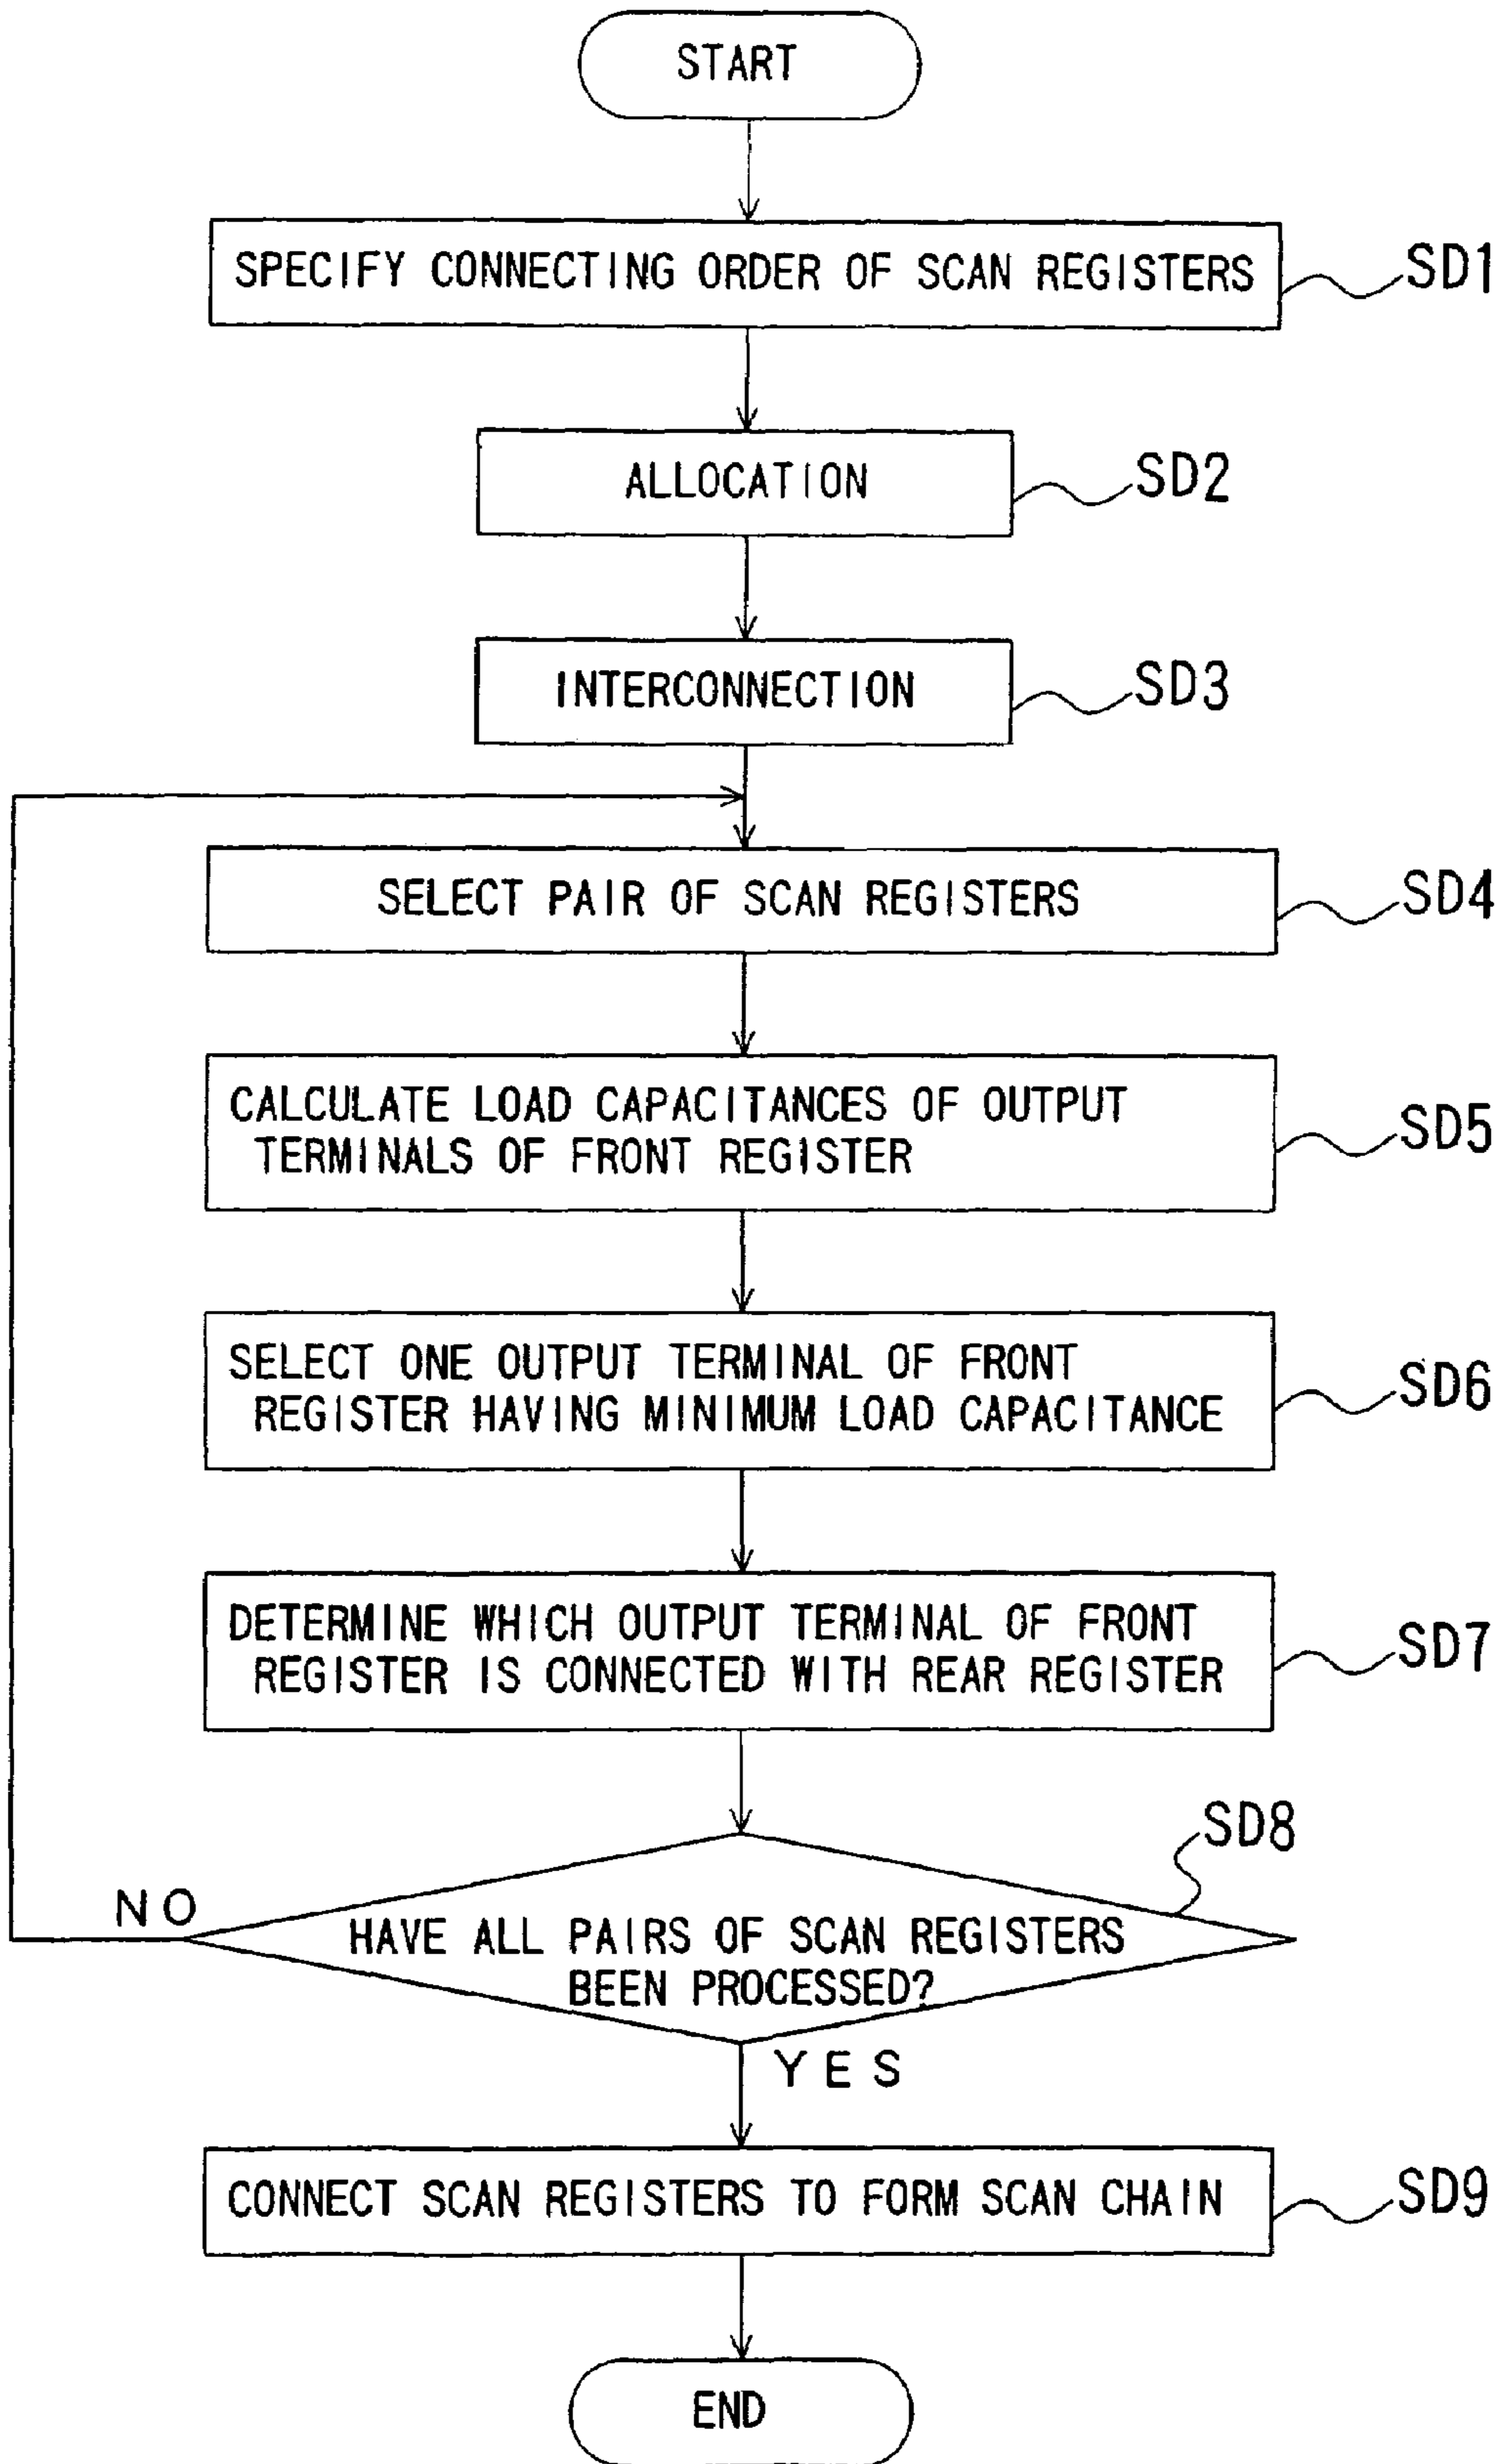 START
SPECIFY CONNECTING ORDER OF SCAN REGISTERS
SD1
ALLOCATION
SD2
INTERCONNECTION
SD3
SELECT PAIR OF SCAN REGISTERS
SD4
CALCULATE LOAD CAPACITANCES OF OUTPUT
TERMINALS OF FRONT REGISTER
SD5
SELECT ONE OUTPUT TERMINAL OF FRONT
REGISTER HAVING MINIMUM LOAD CAPACITANCE
SD6
DETERMINE WHICH OUTPUT TERMINAL OF FRONT
REGISTER IS CONNECTED WITH REAR REGISTER
SD7
SD8
NO
HAVE ALL PAIRS OF SCAN REGISTERS
BEEN PROCESSED?
YES
CONNECT SCAN REGISTERS TO FORM SCAN CHAIN
SD9
END